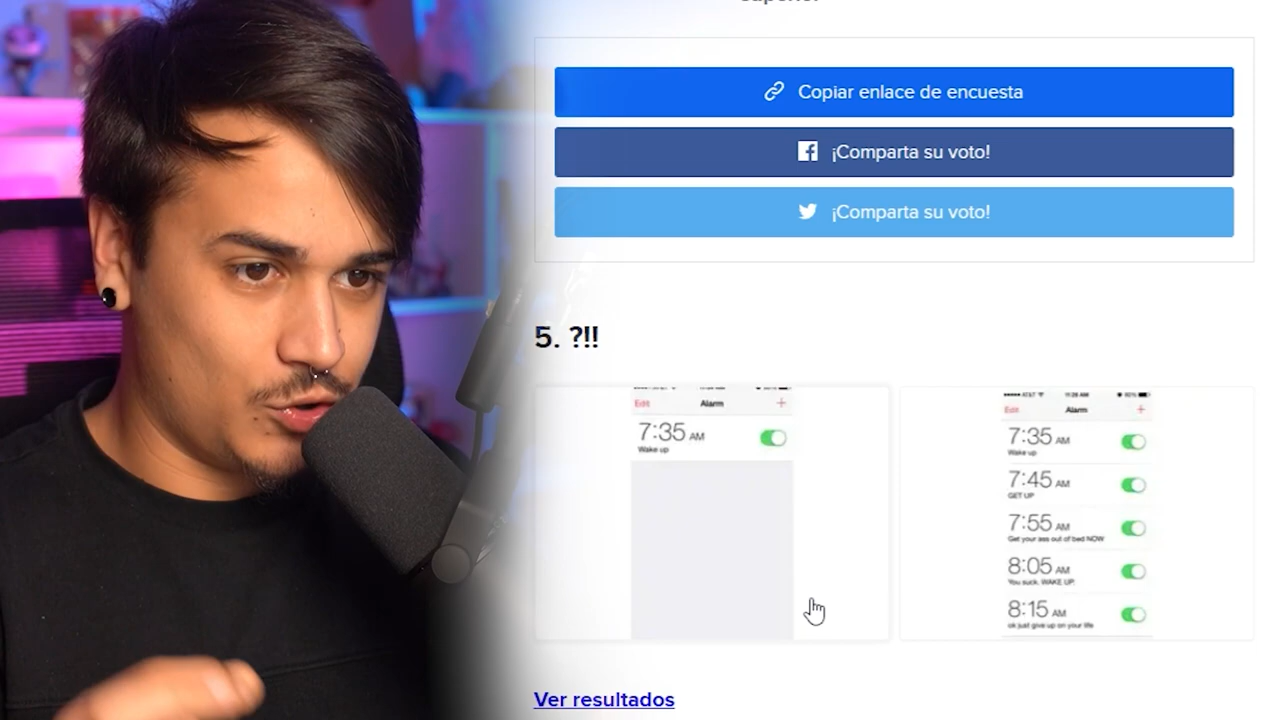 Copiar enlace de encuesta
¡Comparta su voto!
¡Comparta su voto!
5. ?!!
Edit Alarm +
7:35 AM
Wake up
Edit Alarm +
7:35 AM
Wake up
7:45 AM
GET UP
7:55 AM
Get your ass out of bed NOW
8:05 AM
You suck. WAKE UP.
8:15 AM
ok just give up on your life
Ver resultados